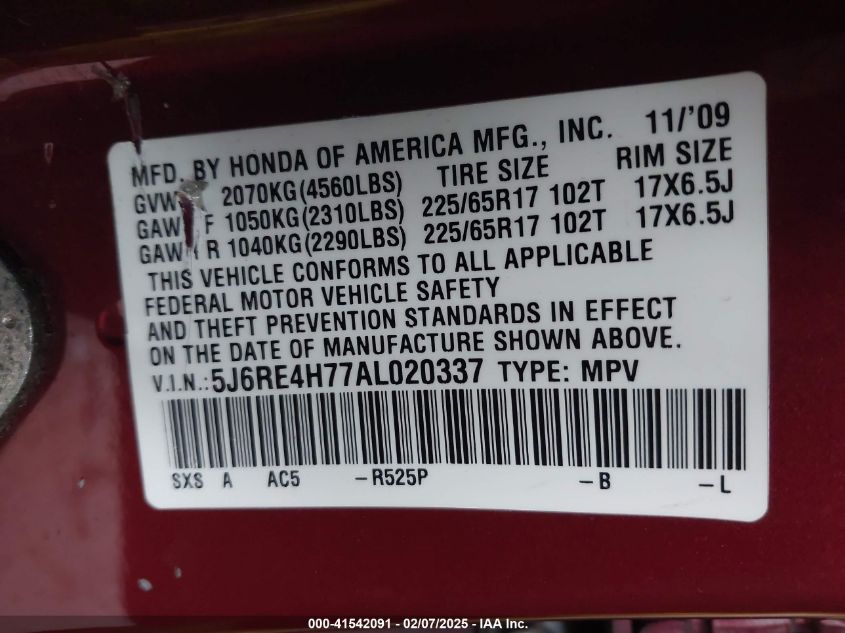 MFD. BY HONDA OF AMERICA MFG., INC. 11/'09
GVW 2070KG(4560LBS) TIRE SIZE RIM SIZE
GAW F 1050KG(2310LBS) 225/65R17 102T 17X6.5J
GAW R 1040KG(2290LBS) 225/65R17 102T 17X6.5J
THIS VEHICLE CONFORMS TO ALL APPLICABLE
FEDERAL MOTOR VEHICLE SAFETY
AND THEFT PREVENTION STANDARDS IN EFFECT
ON THE DATE OF MANUFACTURE SHOWN ABOVE.
V.I.N.:5J6RE4H77AL020337 TYPE: MPV
SXS A AC5 -R525P -B -L
000-41542091 - 02/07/2025 - IAA Inc.